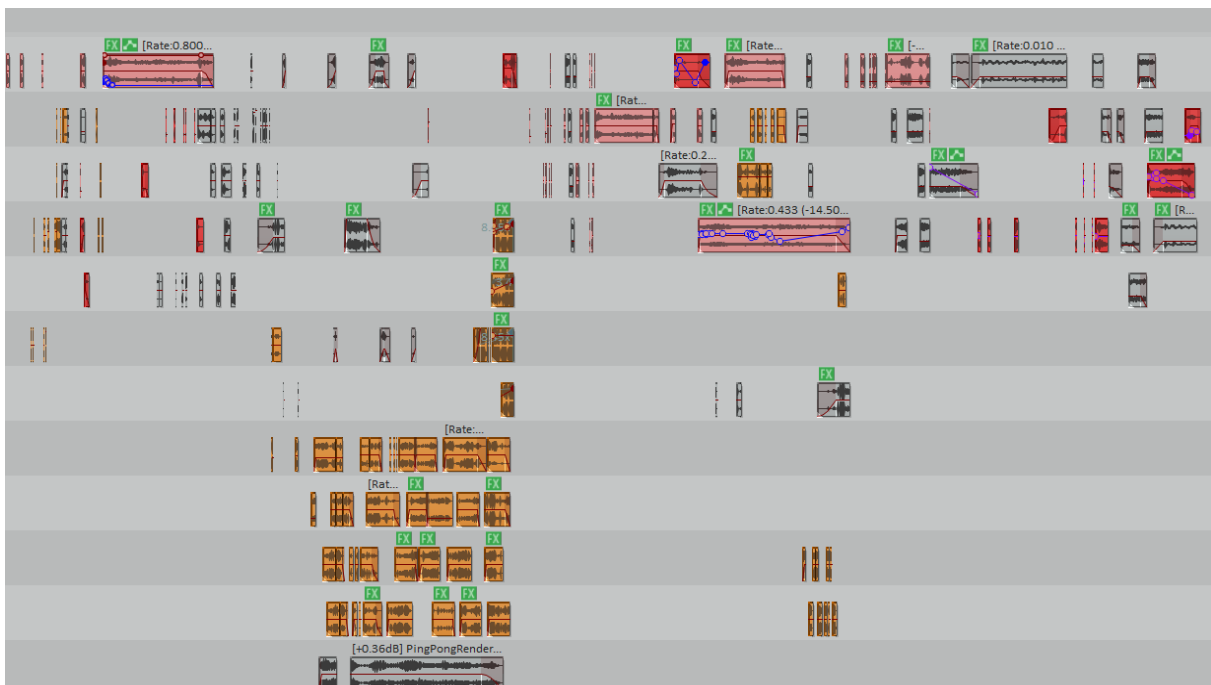 FX [Rate:0.800... FX FX FX [Rate... FX [-... FX [Rate:0.010 ...
FX [Rat...
[Rate:0.2... FX FX FX
FX FX FX FX [Rate:0.433 (-14.50... FX FX [R...
FX
FX
FX
[Rate:...
[Rat... FX FX
FX FX FX
FX FX FX
[+0.36dB] PingPongRender...